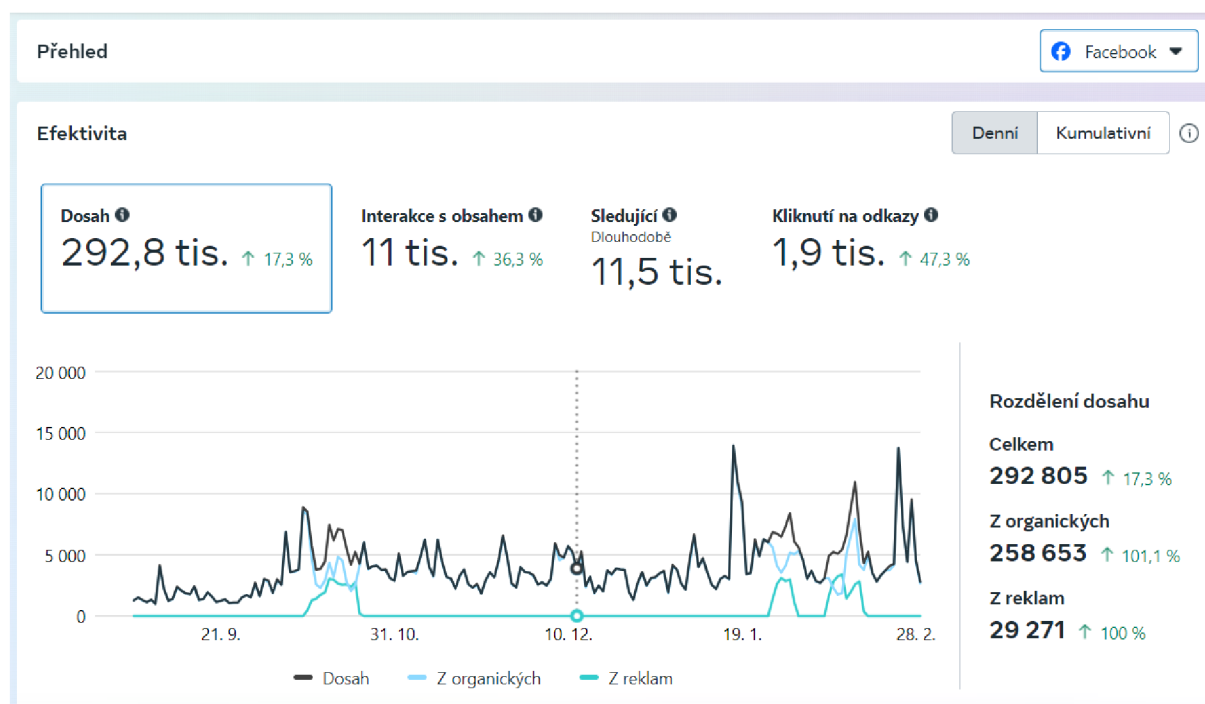 Přehled
Facebook
Efektivita
Denní Kumulativní
Dosah
292,8 tis. ↑ 17,3 %
Interakce s obsahem
11 tis. ↑ 36,3 %
Sledující
Dlouhodobě
11,5 tis.
Kliknutí na odkazy
1,9 tis. ↑ 47,3 %
20 000
15 000
10 000
5 000
0
21. 9. 31. 10. 10. 12. 19. 1. 28. 2.
Dosah Z organických Z reklam
Rozdělení dosahu
Celkem
292 805 ↑ 17,3 %
Z organických
258 653 ↑ 101,1 %
Z reklam
29 271 ↑ 100 %